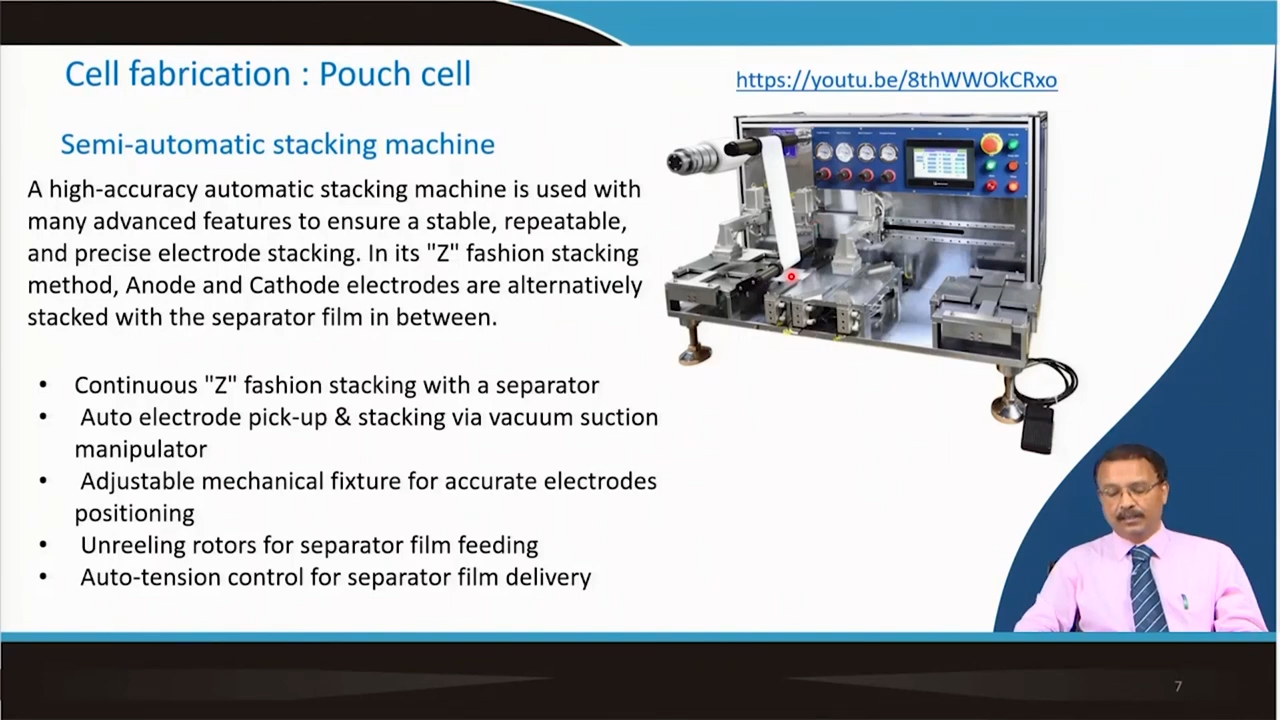 Cell fabrication : Pouch cell
https://youtu.be/8thWWOkCRxo
Semi-automatic stacking machine
A high-accuracy automatic stacking machine is used with
many advanced features to ensure a stable, repeatable,
and precise electrode stacking. In its "Z" fashion stacking
method, Anode and Cathode electrodes are alternatively
stacked with the separator film in between.
• Continuous "Z" fashion stacking with a separator
• Auto electrode pick-up & stacking via vacuum suction
manipulator
• Adjustable mechanical fixture for accurate electrodes
positioning
• Unreeling rotors for separator film feeding
• Auto-tension control for separator film delivery
7